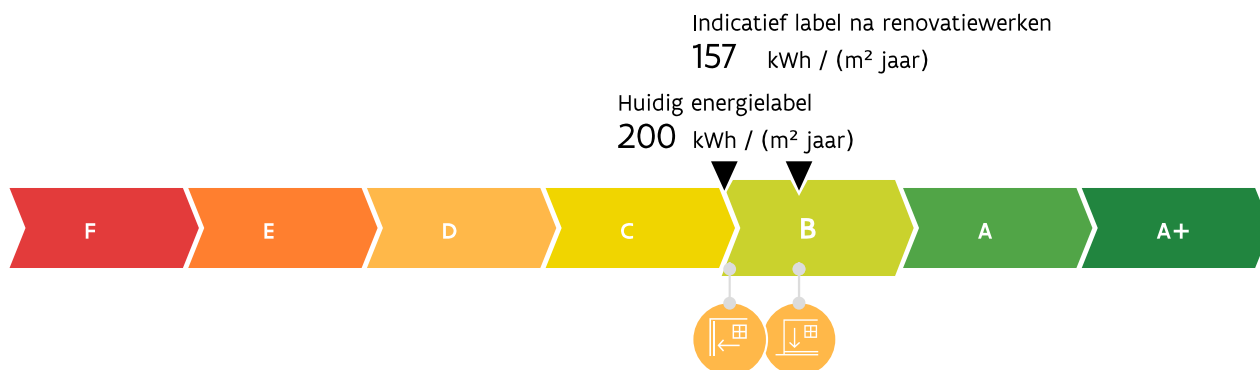 Indicatief label na renovatiewerken
157 kWh / (m² jaar)
Huidig energielabel
200 kWh / (m² jaar)
F E D C B A A+